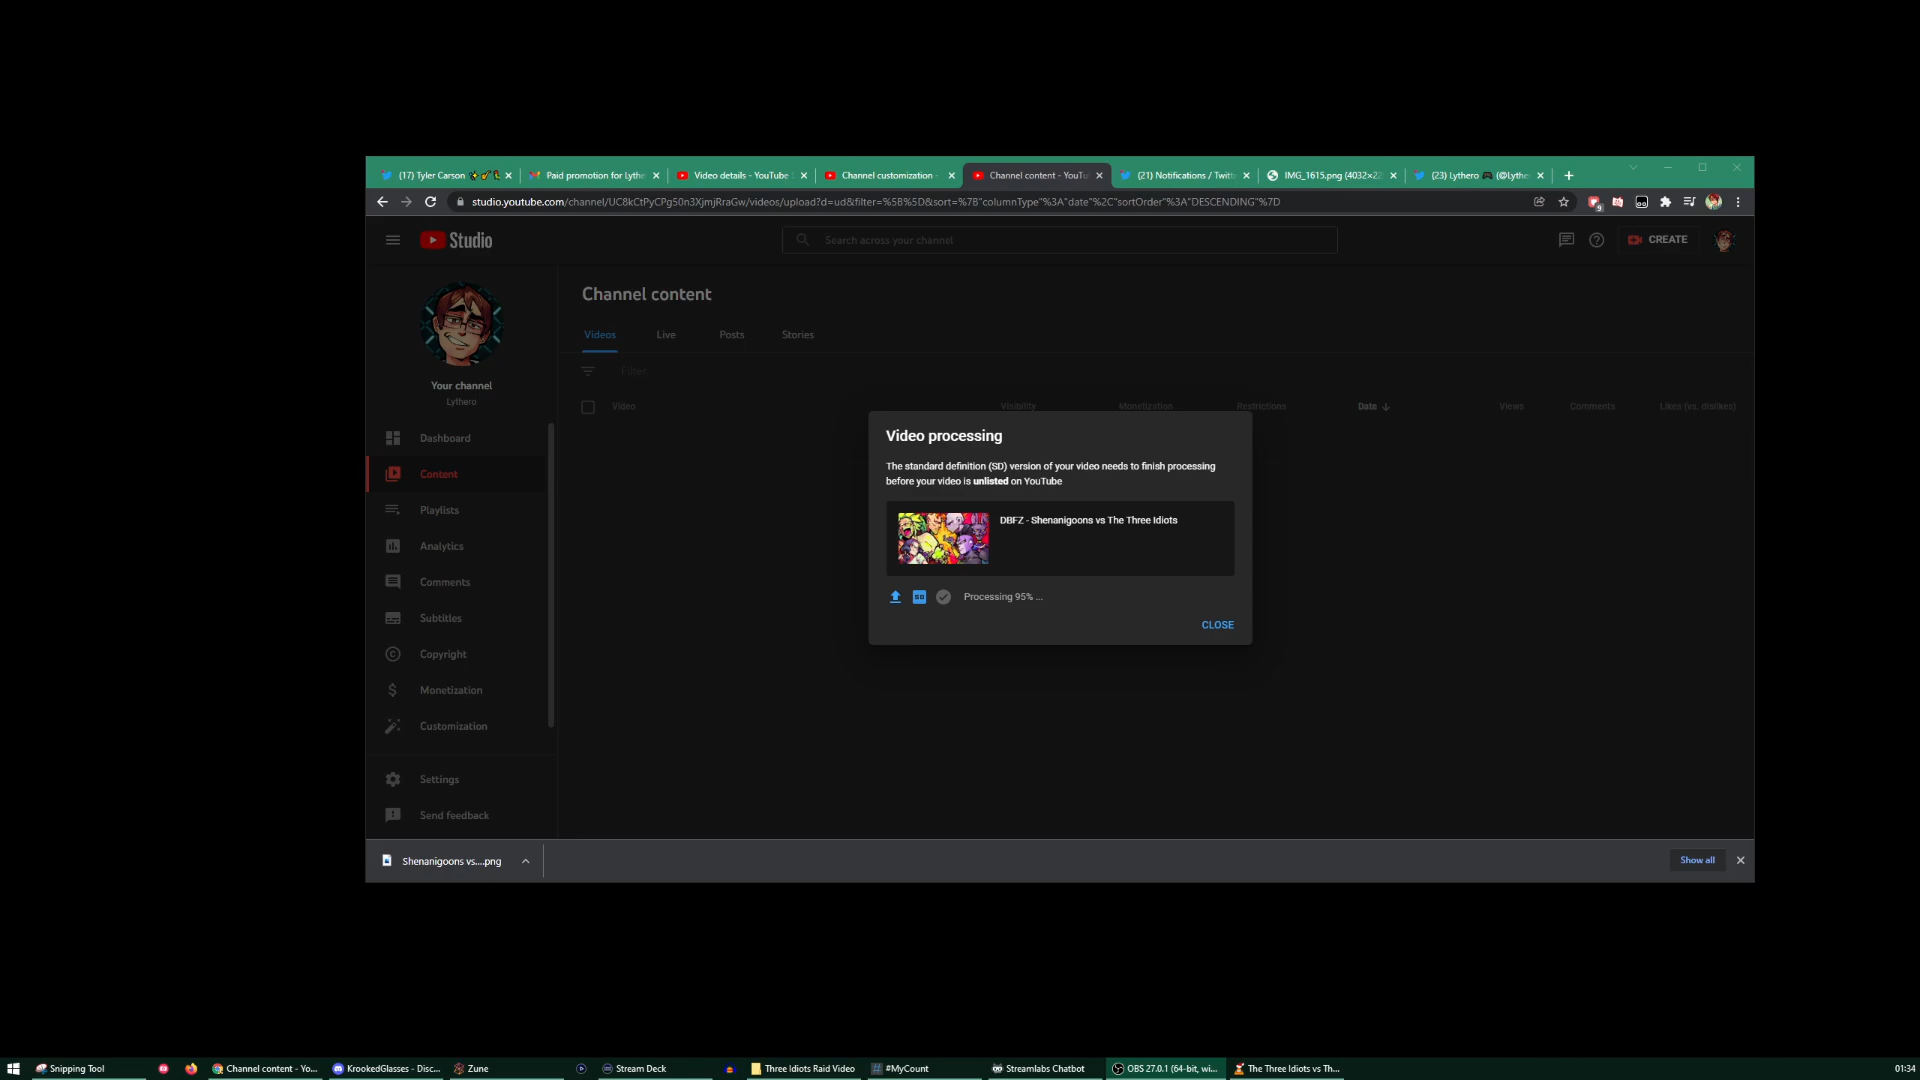 (17) Tyler Carson
Paid promotion for Lythe
Video details - YouTube
Channel customization -
Channel content - YouTu
(21) Notifications / Twitt
IMG_1615.png (4032×22
(23) Lythero 🎮 (@Lythe
studio.youtube.com/channel/UC8kCtPyCPg50n3XjmjRraGw/videos/upload?d=ud&filter=%5B%5D&sort=%7B"columnType"%3A"date"%2C"sortOrder"%3A"DESCENDING"%7D
9
Studio
Search across your channel
CREATE
Channel content
Videos
Live
Posts
Stories
Your channel
Lythero
Filter
Video
Visibility
Monetization
Restrictions
Date
Views
Comments
Likes (vs. dislikes)
Dashboard
Content
Playlists
Analytics
Comments
Subtitles
Copyright
Monetization
Customization
Settings
Send feedback
Video processing
The standard definition (SD) version of your video needs to finish processing
before your video is unlisted on YouTube
DBFZ - Shenanigoons vs The Three Idiots
SD
Processing 95% ...
CLOSE
Shenanigoons vs....png
Show all
Snipping Tool
Channel content - Yo...
KrookedGlasses - Disc...
Zune
Stream Deck
Three Idiots Raid Video
#MyCount
Streamlabs Chatbot
OBS 27.0.1 (64-bit, wi...
The Three Idiots vs Th...
01:34